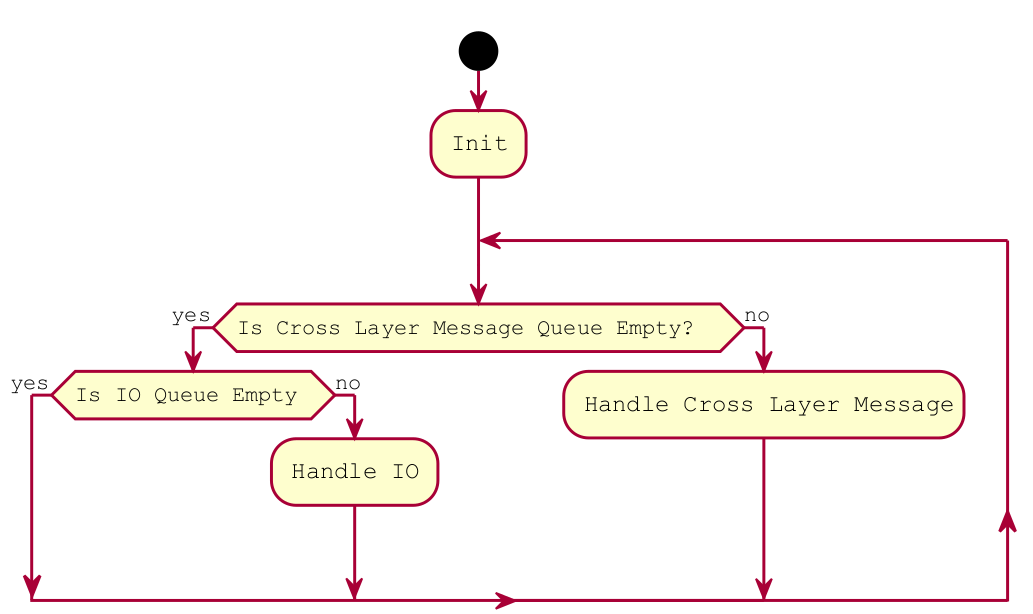 Init
yes
Is Cross Layer Message Queue Empty?
no
yes
Is IO Queue Empty
no
Handle Cross Layer Message
Handle IO